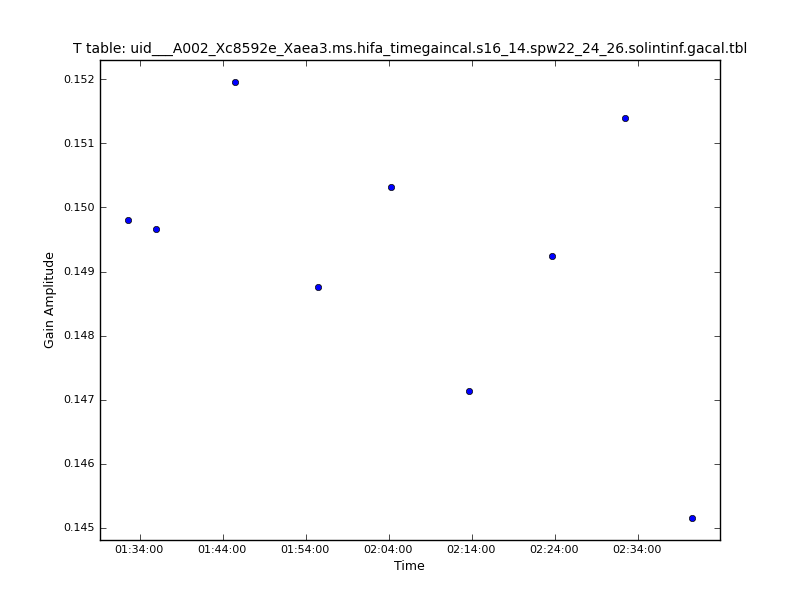 T table: uid___A002_Xc8592e_Xaea3.ms.hifa_timegaincal.s16_14.spw22_24_26.solintinf.gacal.tbl
0.152
0.151
0.150
0.149
0.148
0.147
0.146
0.145
Gain Amplitude
01:34:00 01:44:00 01:54:00 02:04:00 02:14:00 02:24:00 02:34:00
Time